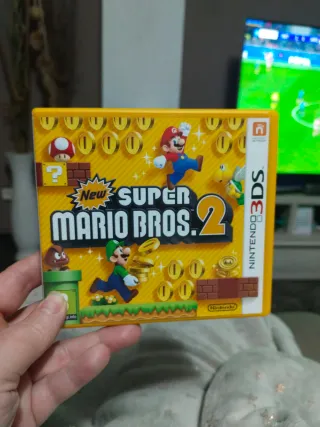 New SUPER
MARIO BROS. 2
NINTENDO 3DS
Nintendo